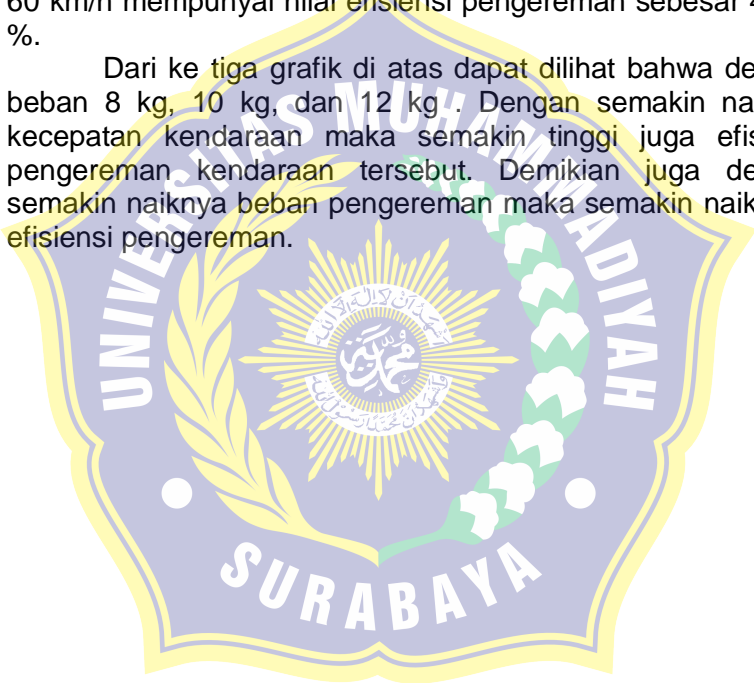 60 km/h mempunyai nilai efisiensi pengereman sebesar 4
%.
Dari ke tiga grafik di atas dapat dilihat bahwa de
beban 8 kg, 10 kg, dan 12 kg . Dengan semakin na
kecepatan kendaraan maka semakin tinggi juga efis
pengereman kendaraan tersebut. Demikian juga de
semakin naiknya beban pengereman maka semakin naik
efisiensi pengereman.
UNIVERSITAS MUHAMMADIYAH
SURABAYA